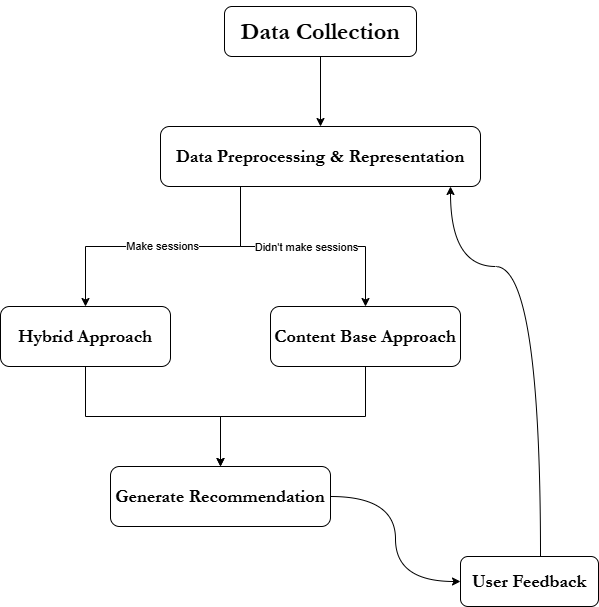 Data Collection
Data Preprocessing & Representation
Make sessions
Didn't make sessions
Hybrid Approach
Content Base Approach
Generate Recommendation
User Feedback